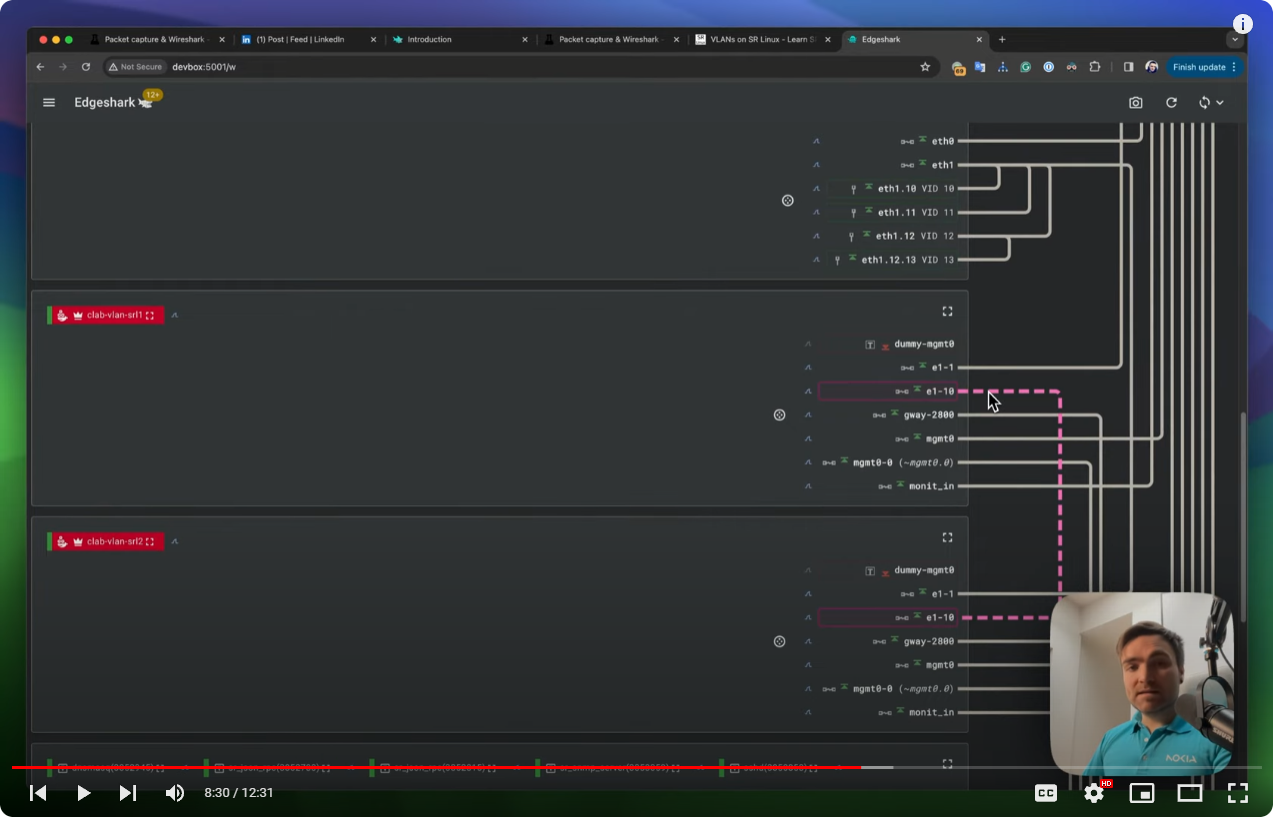 Packet capture & Wireshark
(1) Post | Feed | LinkedIn
Introduction
Packet capture & Wireshark
VLANs on SR Linux - Learn S
Edgeshark
Not Secure
devbox:5001/w
69
Finish update
Edgeshark
12+
eth0
eth1
eth1.10 VID 10
eth1.11 VID 11
eth1.12 VID 12
eth1.12.13 VID 13
clab-vlan-srl1
dummy-mgmt0
e1-1
e1-10
gway-2800
mgmt0
mgmt0-0 (~mgmt0.0)
monit_in
clab-vlan-srl2
dummy-mgmt0
e1-1
e1-10
gway-2800
mgmt0
mgmt0-0 (~mgmt0.0)
monit_in
NOKIA
8:30 / 12:31
CC
HD